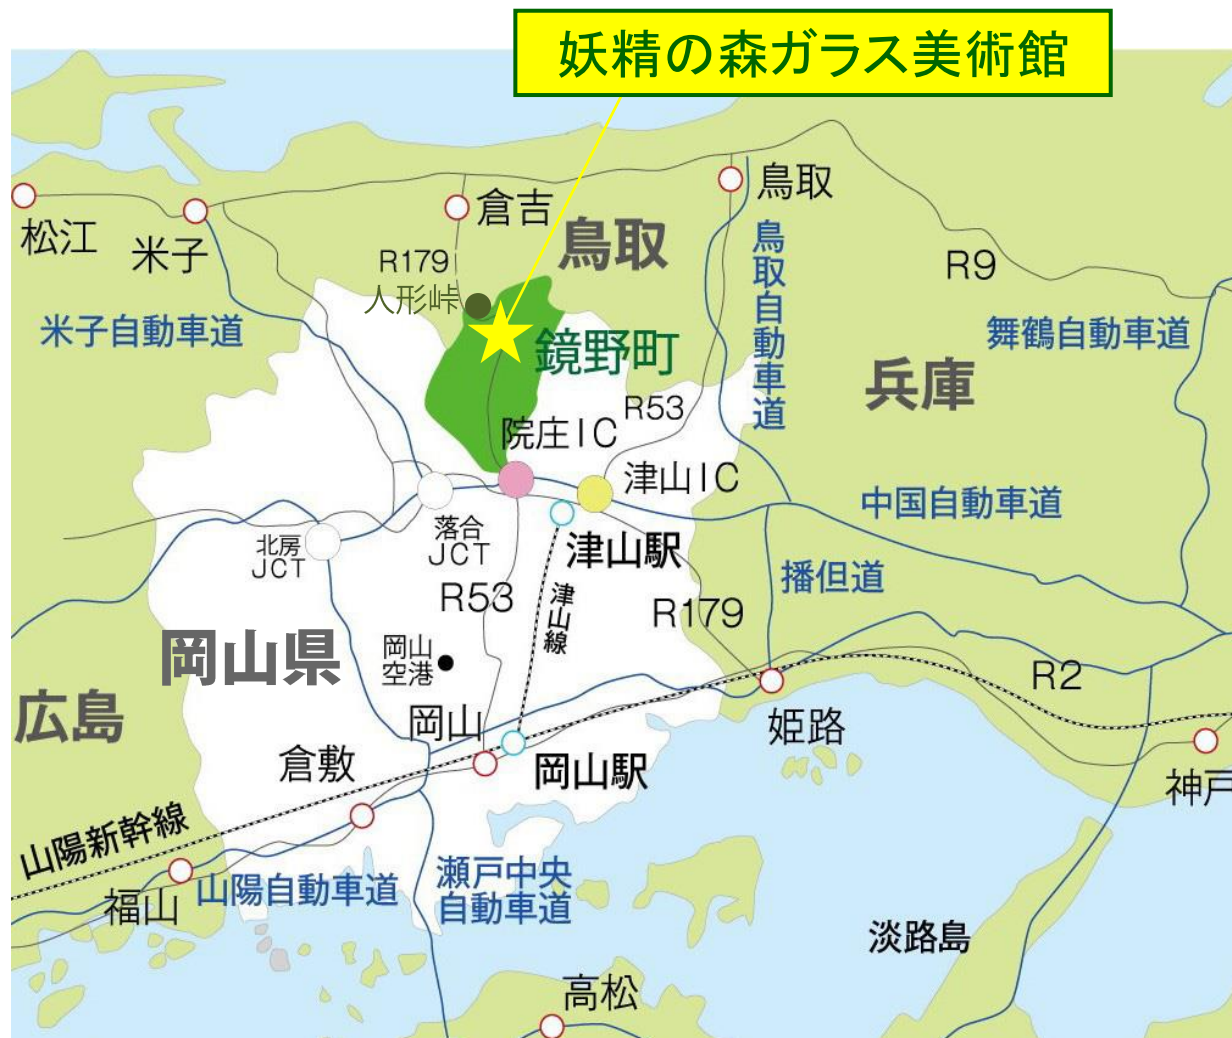 妖精の森ガラス美術館
鳥取
倉吉
松江
米子
鳥取
R179
人形峠
R9
鳥取自動車道
米子自動車道
鏡野町
舞鶴自動車道
兵庫
R53
院庄IC
津山IC
中国自動車道
落合
JCT
北房
JCT
津山駅
播但道
R53
津山線
R179
岡山県
岡山
空港
R2
広島
岡山
姫路
倉敷
岡山駅
神戸
山陽新幹線
福山
山陽自動車道
瀬戸中央
自動車道
淡路島
高松